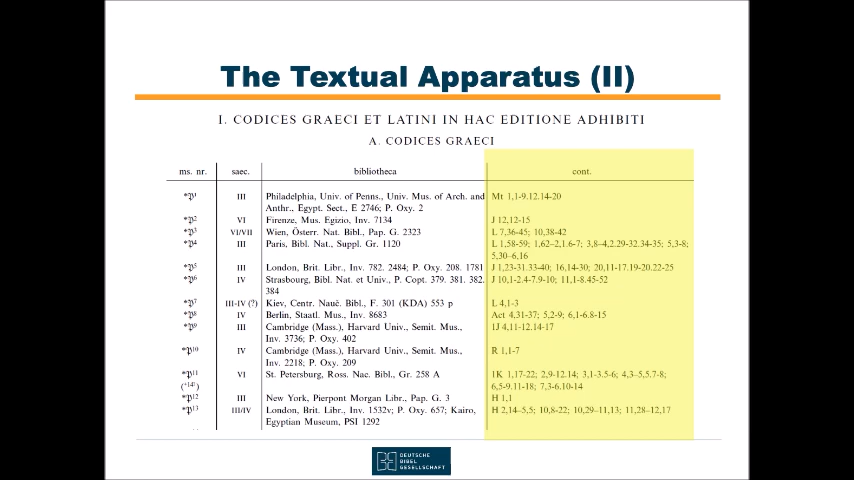 The Textual Apparatus (II)
I. CODICES GRAECI ET LATINI IN HAC EDITIONE ADHIBITI
A. CODICES GRAECI
ms. nr. saec. bibliotheca cont.
*𝔓1 III Philadelphia, Univ. of Penns., Univ. Mus. of Arch. and Mt 1,1-9.12.14-20
Anthr., Egypt. Sect., E 2746; P. Oxy. 2
*𝔓2 VI Firenze, Mus. Egizio, Inv. 7134 J 12,12-15
*𝔓3 VI/VII Wien, Österr. Nat. Bibl., Pap. G. 2323 L 7,36-45; 10,38-42
*𝔓4 III Paris, Bibl. Nat., Suppl. Gr. 1120 L 1,58-59; 1,62–2,1.6-7; 3,8–4,2.29-32.34-35; 5,3-8;
5,30–6,16
*𝔓5 III London, Brit. Libr., Inv. 782. 2484; P. Oxy. 208. 1781 J 1,23-31.33-40; 16,14-30; 20,11-17.19-20.22-25
*𝔓6 IV Strasbourg, Bibl. Nat. et Univ., P. Copt. 379. 381. 382. J 10,1-2.4-7.9-10; 11,1-8.45-52
384
*𝔓7 III-IV (?) Kiev, Centr. Nauč. Bibl., F. 301 (KDA) 553 p L 4,1-3
*𝔓8 IV Berlin, Staatl. Mus., Inv. 8683 Act 4,31-37; 5,2-9; 6,1-6.8-15
*𝔓9 III Cambridge (Mass.), Harvard Univ., Semit. Mus., 1J 4,11-12.14-17
Inv. 3736; P. Oxy. 402
*𝔓10 IV Cambridge (Mass.), Harvard Univ., Semit. Mus., R 1,1-7
Inv. 2218; P. Oxy. 209
*𝔓11 VI St. Petersburg, Ross. Nac. Bibl., Gr. 258 A 1K 1,17-22; 2,9-12.14; 3,1-3.5-6; 4,3–5,5.7-8;
(+14!) 6,5-9.11-18; 7,3-6.10-14
*𝔓12 III New York, Pierpont Morgan Libr., Pap. G. 3 H 1,1
*𝔓13 III/IV London, Brit. Libr., Inv. 1532v; P. Oxy. 657; Kairo, H 2,14–5,5; 10,8-22; 10,29–11,13; 11,28–12,17
Egyptian Museum, PSI 1292
DEUTSCHE
BIBEL
GESELLSCHAFT